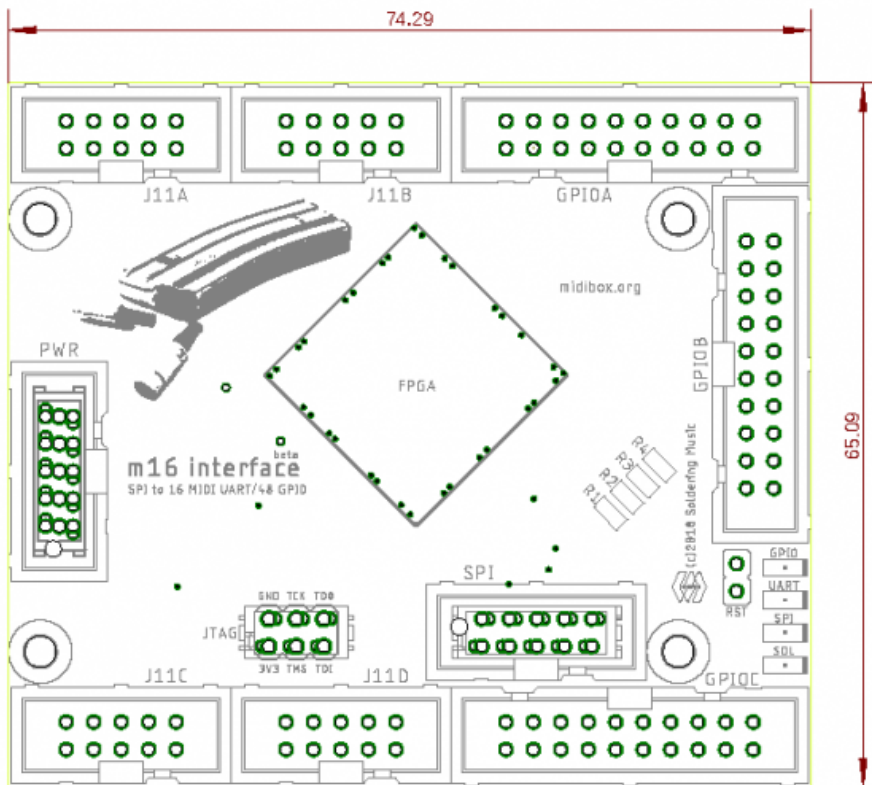 74.29
J11A
J11B
GPIOA
midibox.org
PWR
GPIOB
65.09
FPGA
beta
m16 interface
SPI to 16 MIDI UART/48 GPIO
R1
R2
R3
R4
(c)2018 Soldering Music
GPIO
UART
SPI
SOL
RST
SPI
GND TCK TDO
JTAG
3V3 TMS TDI
J11C
J11D
GPIOC